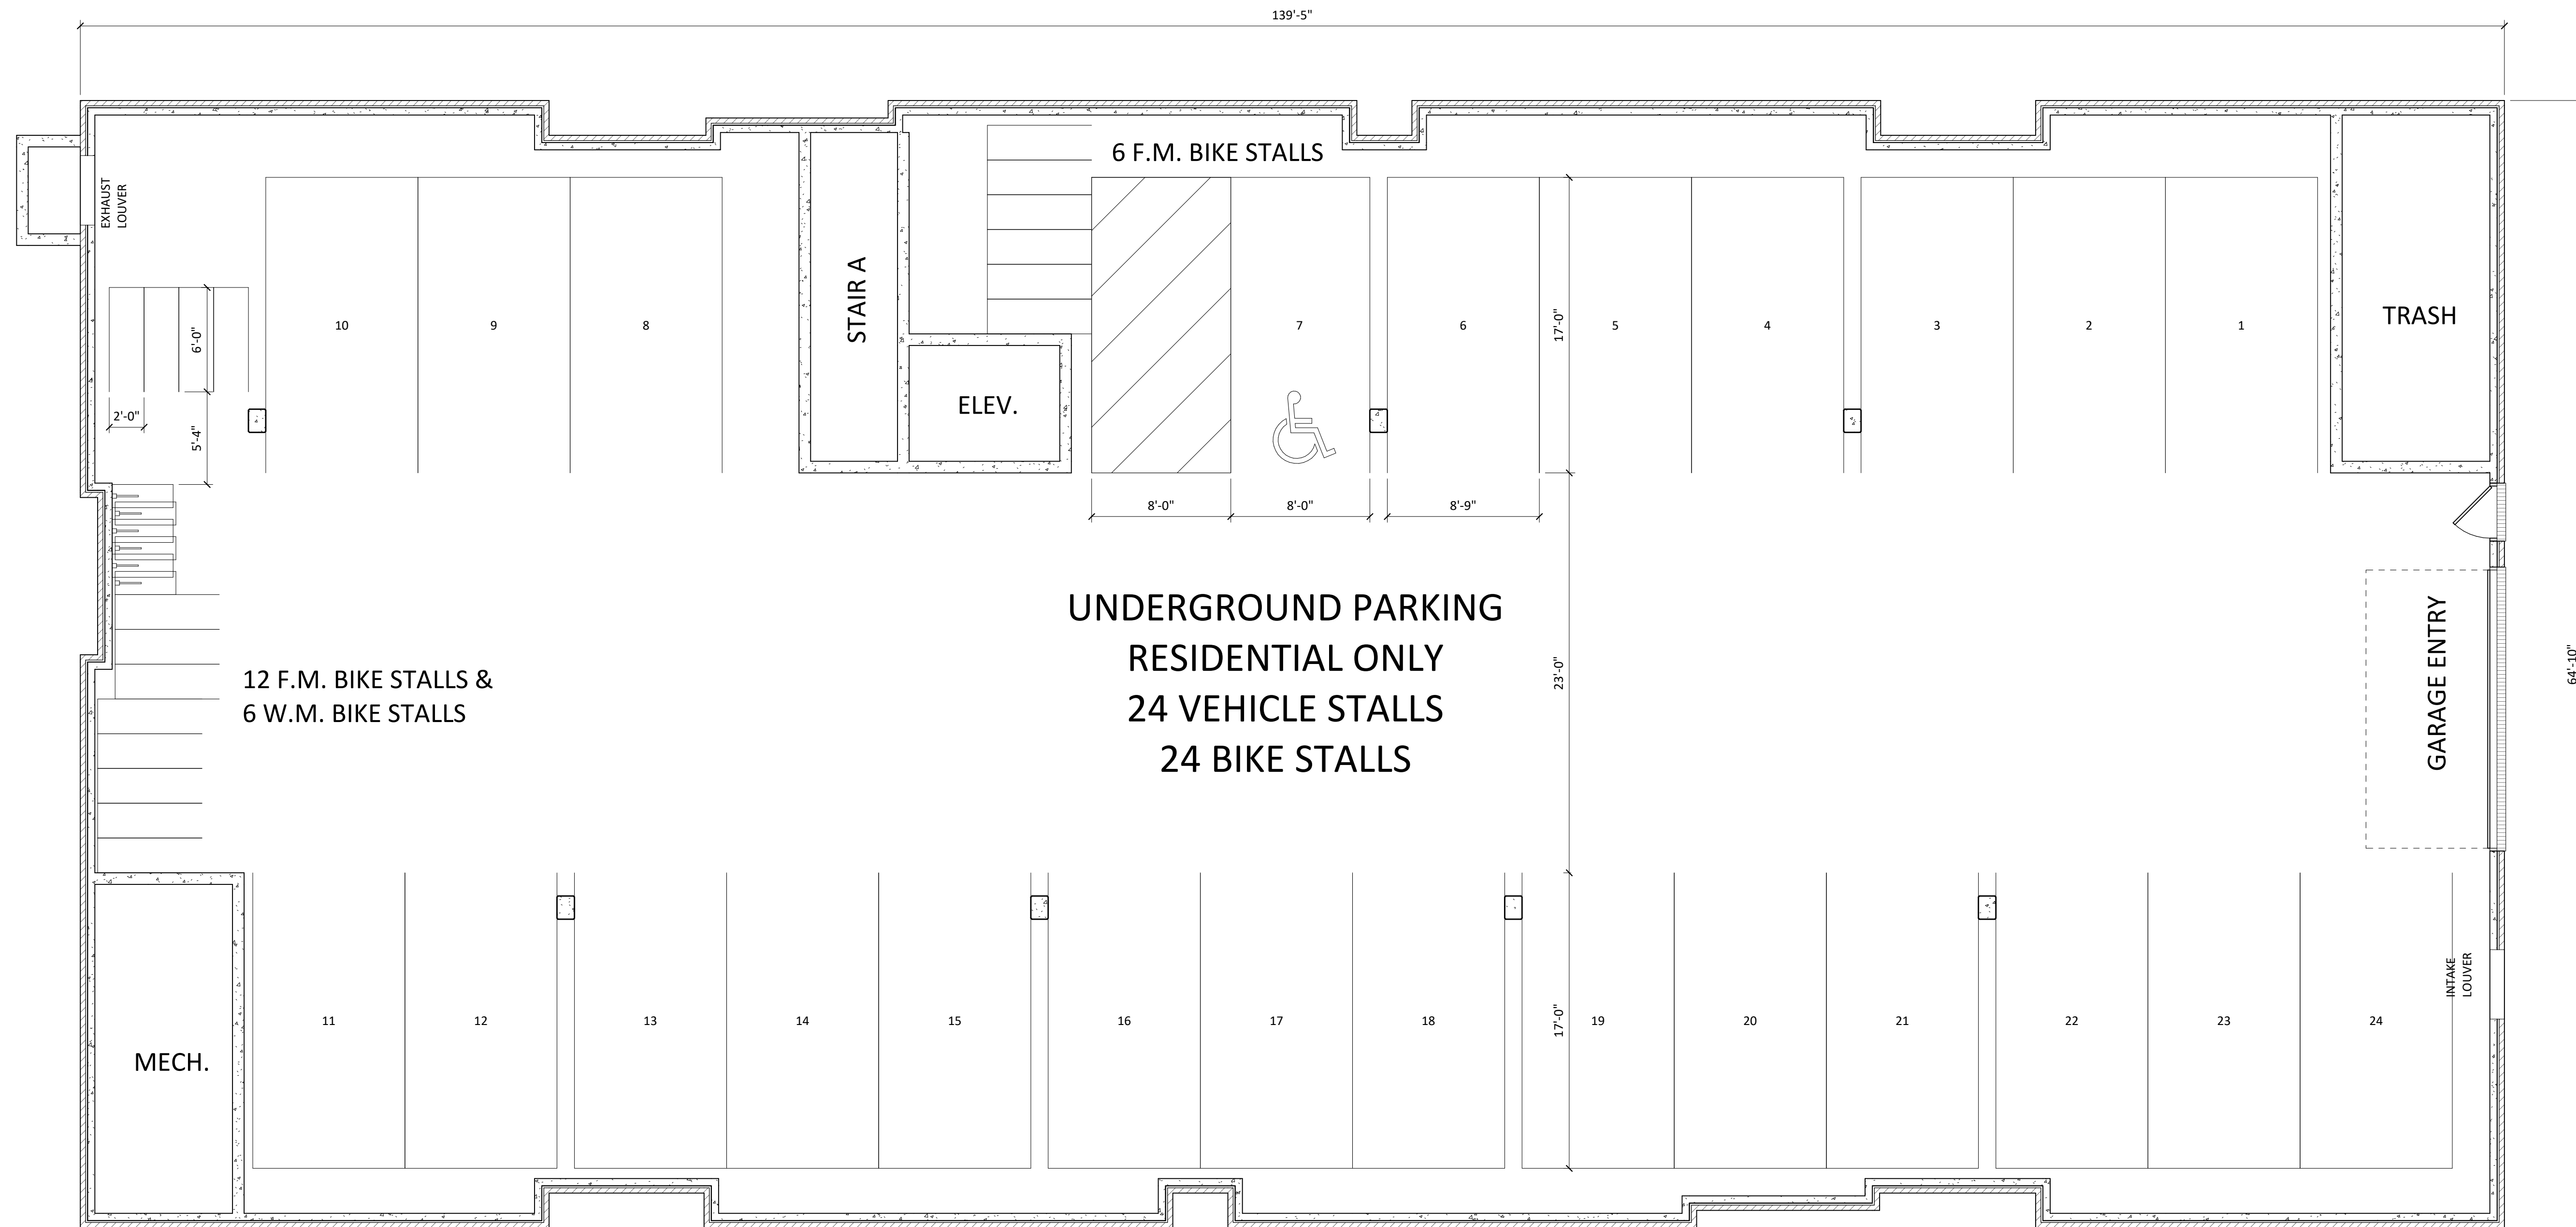 139'-5"
6 F.M. BIKE STALLS
EXHAUST
LOUVER
STAIR A
ELEV.
TRASH
10
9
8
7
6
5
4
3
2
1
6'-0"
2'-0"
5'-4"
17'-0"
8'-0"
8'-0"
8'-9"
UNDERGROUND PARKING
RESIDENTIAL ONLY
24 VEHICLE STALLS
24 BIKE STALLS
23'-0"
GARAGE ENTRY
64'-10"
12 F.M. BIKE STALLS &
6 W.M. BIKE STALLS
INTAKE
LOUVER
MECH.
11
12
13
14
15
16
17
18
17'-0"
19
20
21
22
23
24